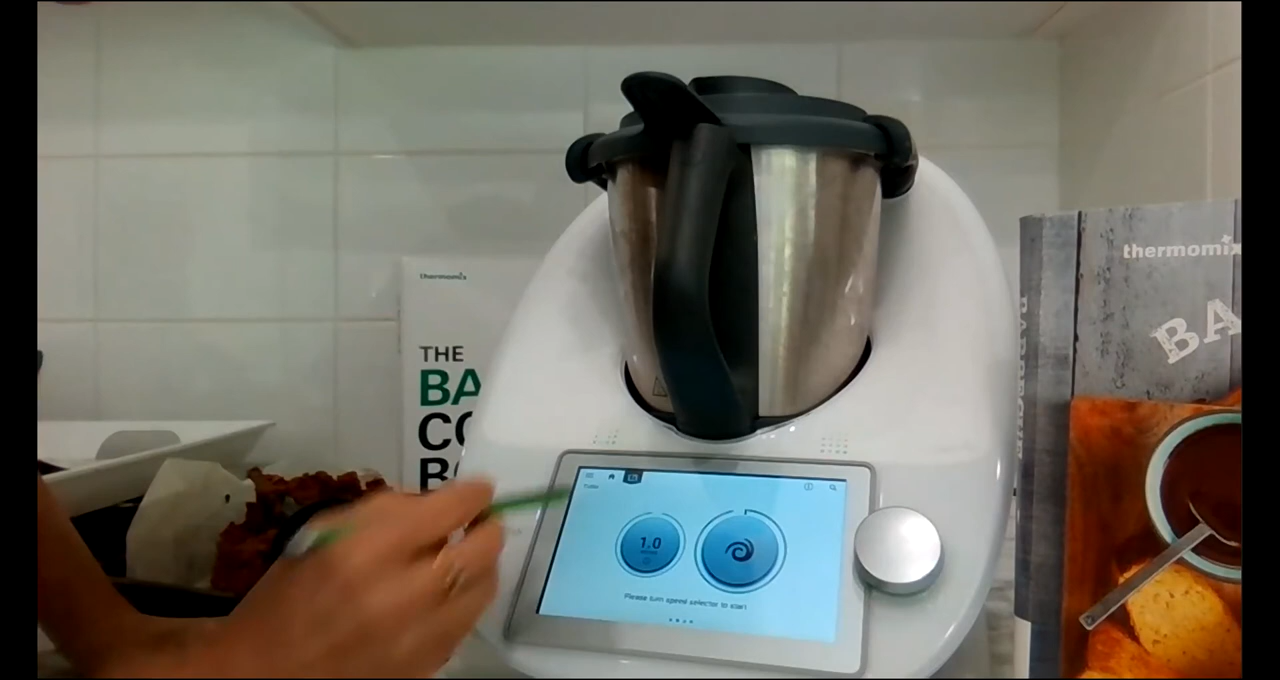 thermomix
THE
BA
CO
B
thermomix
BA
Turbo
1.0
Please turn speed selector to start